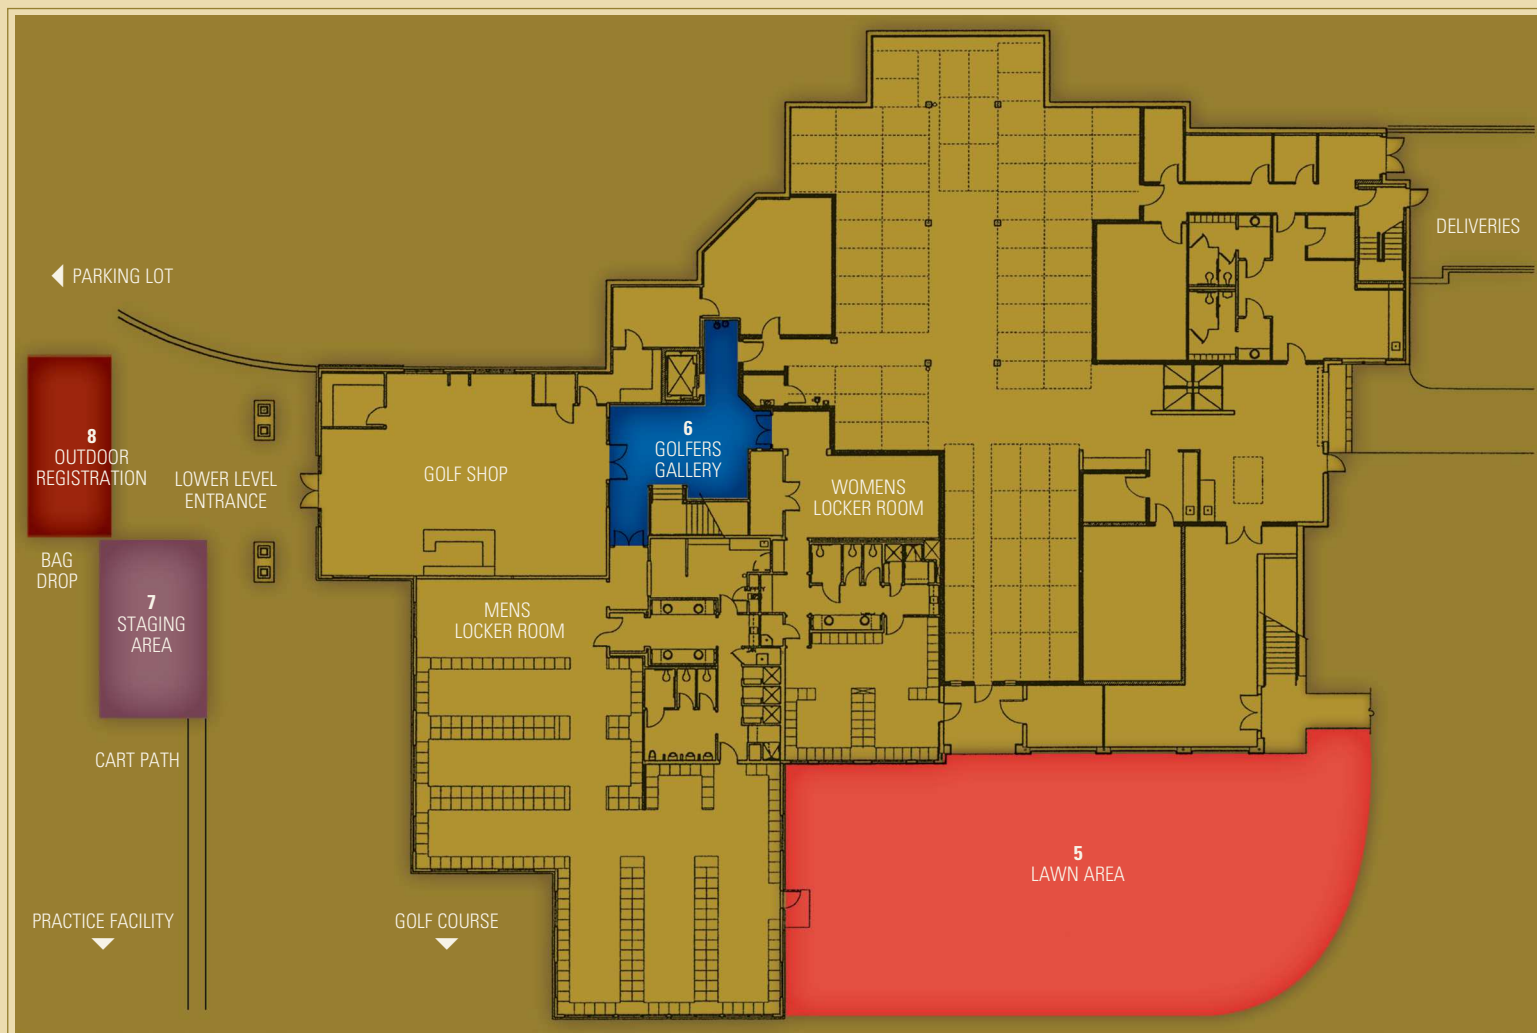 DELIVERIES
PARKING LOT
8
OUTDOOR
REGISTRATION
LOWER LEVEL
ENTRANCE
GOLF SHOP
6
GOLFERS
GALLERY
WOMENS
LOCKER ROOM
BAG
DROP
7
STAGING
AREA
MENS
LOCKER ROOM
CART PATH
5
LAWN AREA
PRACTICE FACILITY
GOLF COURSE